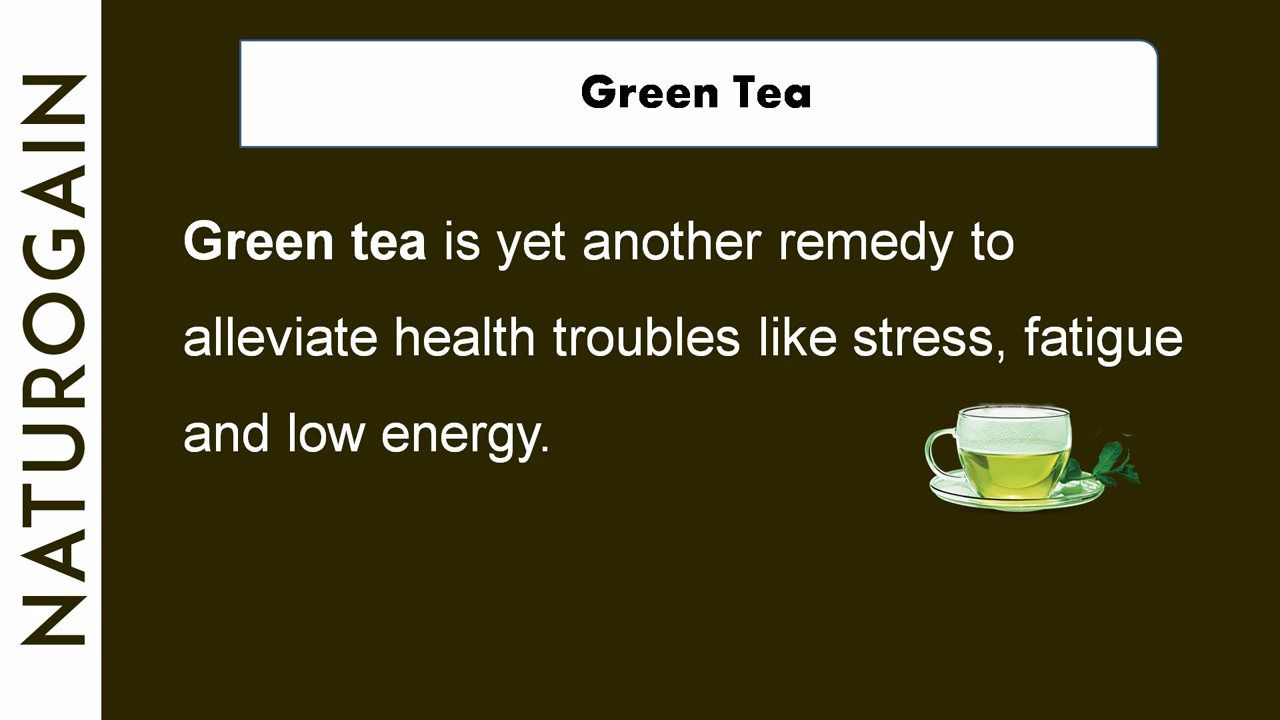 NATUROGAIN
Green Tea
Green tea is yet another remedy to
alleviate health troubles like stress, fatigue
and low energy.